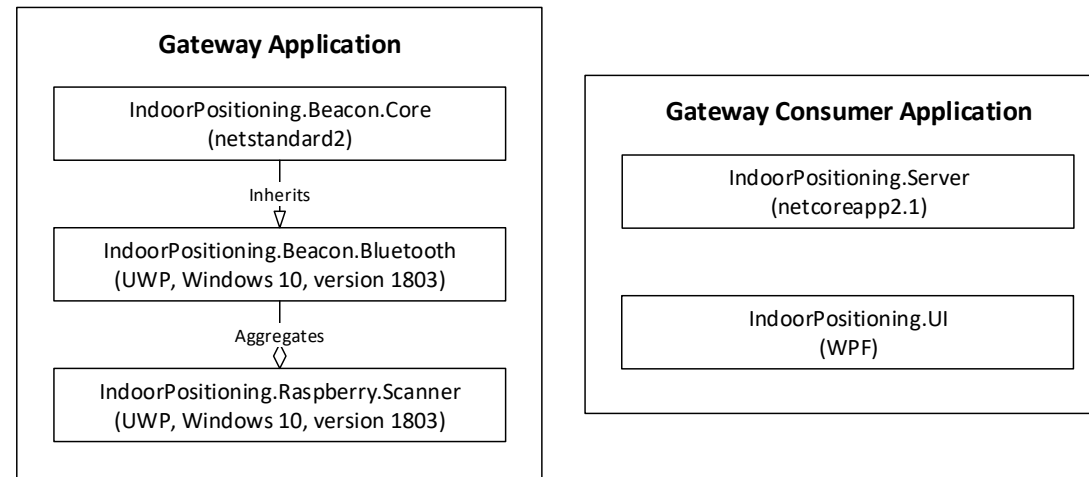 Gateway Application
IndoorPositioning.Beacon.Core
(netstandard2)
Inherits
IndoorPositioning.Beacon.Bluetooth
(UWP, Windows 10, version 1803)
Aggregates
IndoorPositioning.Raspberry.Scanner
(UWP, Windows 10, version 1803)
Gateway Consumer Application
IndoorPositioning.Server
(netcoreapp2.1)
IndoorPositioning.UI
(WPF)